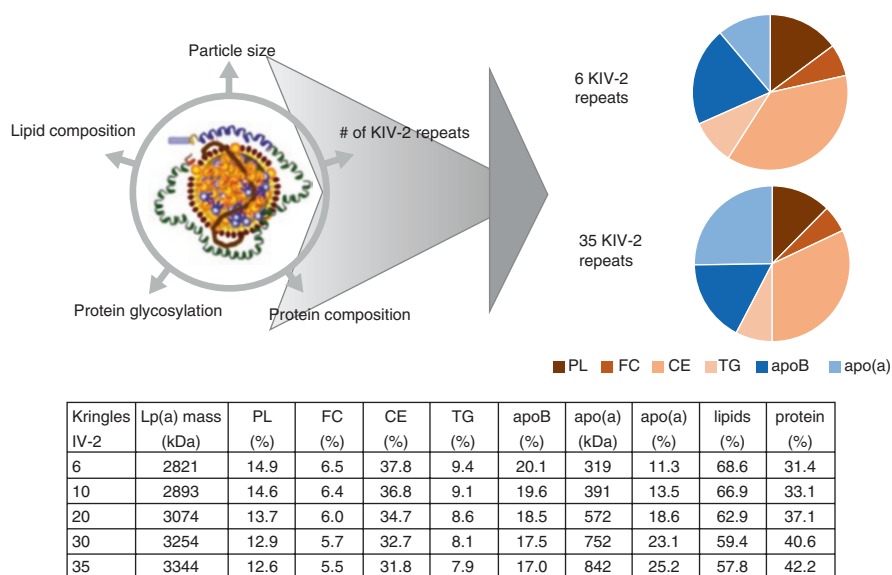 Particle size
Lipid composition
# of KIV-2 repeats
Protein glycosylation
Protein composition
6 KIV-2
repeats
35 KIV-2
repeats
PL FC CE TG apoB apo(a)
Kringles Lp(a) mass PL FC CE TG apoB apo(a) apo(a) lipids protein
IV-2 (kDa) (%) (%) (%) (%) (%) (kDa) (%) (%) (%)
6 2821 14.9 6.5 37.8 9.4 20.1 319 11.3 68.6 31.4
10 2893 14.6 6.4 36.8 9.1 19.6 391 13.5 66.9 33.1
20 3074 13.7 6.0 34.7 8.6 18.5 572 18.6 62.9 37.1
30 3254 12.9 5.7 32.7 8.1 17.5 752 23.1 59.4 40.6
35 3344 12.6 5.5 31.8 7.9 17.0 842 25.2 57.8 42.2